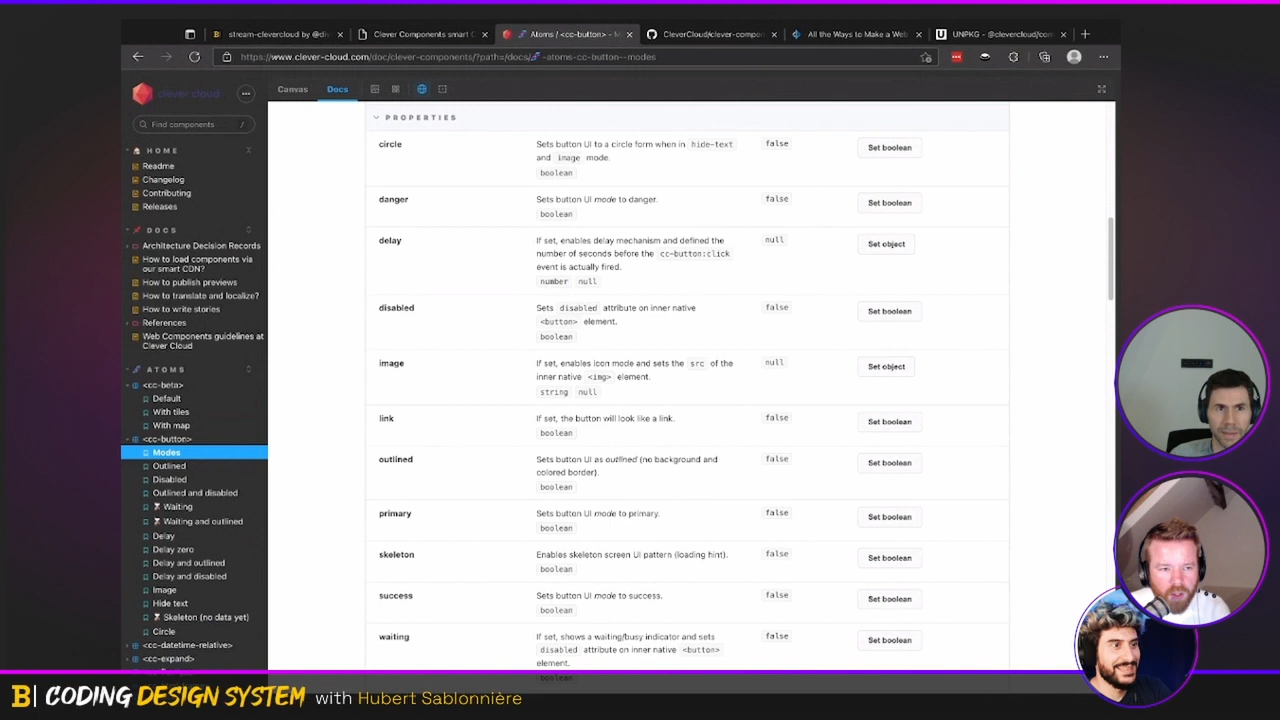 stream-clevercloud by @di
Clever Components smart C
Atoms / <cc-button> - M
CleverCloud/clever-compon
All the Ways to Make a Web
UNPKG - @clevercloud/com
https://www.clever-cloud.com/doc/clever-components/?path=/docs/🧬-atoms-cc-button--modes
clever cloud
Canvas
Docs
Find components
/
HOME
Readme
Changelog
Contributing
Releases
DOCS
Architecture Decision Records
How to load components via
our smart CDN?
How to publish previews
How to translate and localize?
How to write stories
References
Web Components guidelines at
Clever Cloud
ATOMS
<cc-beta>
Default
With tiles
With map
<cc-button>
Modes
Outlined
Disabled
Outlined and disabled
Waiting
Waiting and outlined
Delay
Delay zero
Delay and outlined
Delay and disabled
Image
Hide text
Skeleton (no data yet)
Circle
<cc-datetime-relative>
<cc-expand>
PROPERTIES
circle
Sets button UI to a circle form when in hide-text
and image mode.
boolean
false
Set boolean
danger
Sets button UI mode to danger.
boolean
false
Set boolean
delay
If set, enables delay mechanism and defined the
number of seconds before the cc-button:click
event is actually fired.
number null
null
Set object
disabled
Sets disabled attribute on inner native
<button> element.
boolean
false
Set boolean
image
If set, enables icon mode and sets the src of the
inner native <img> element.
string null
null
Set object
link
If set, the button will look like a link.
boolean
false
Set boolean
outlined
Sets button UI as outlined (no background and
colored border).
boolean
false
Set boolean
primary
Sets button UI mode to primary.
boolean
false
Set boolean
skeleton
Enables skeleton screen UI pattern (loading hint).
boolean
false
Set boolean
success
Sets button UI mode to success.
boolean
false
Set boolean
waiting
If set, shows a waiting/busy indicator and sets
disabled attribute on inner native <button>
element.
boolean
false
Set boolean
B| CODING DESIGN SYSTEM with Hubert Sablonnière